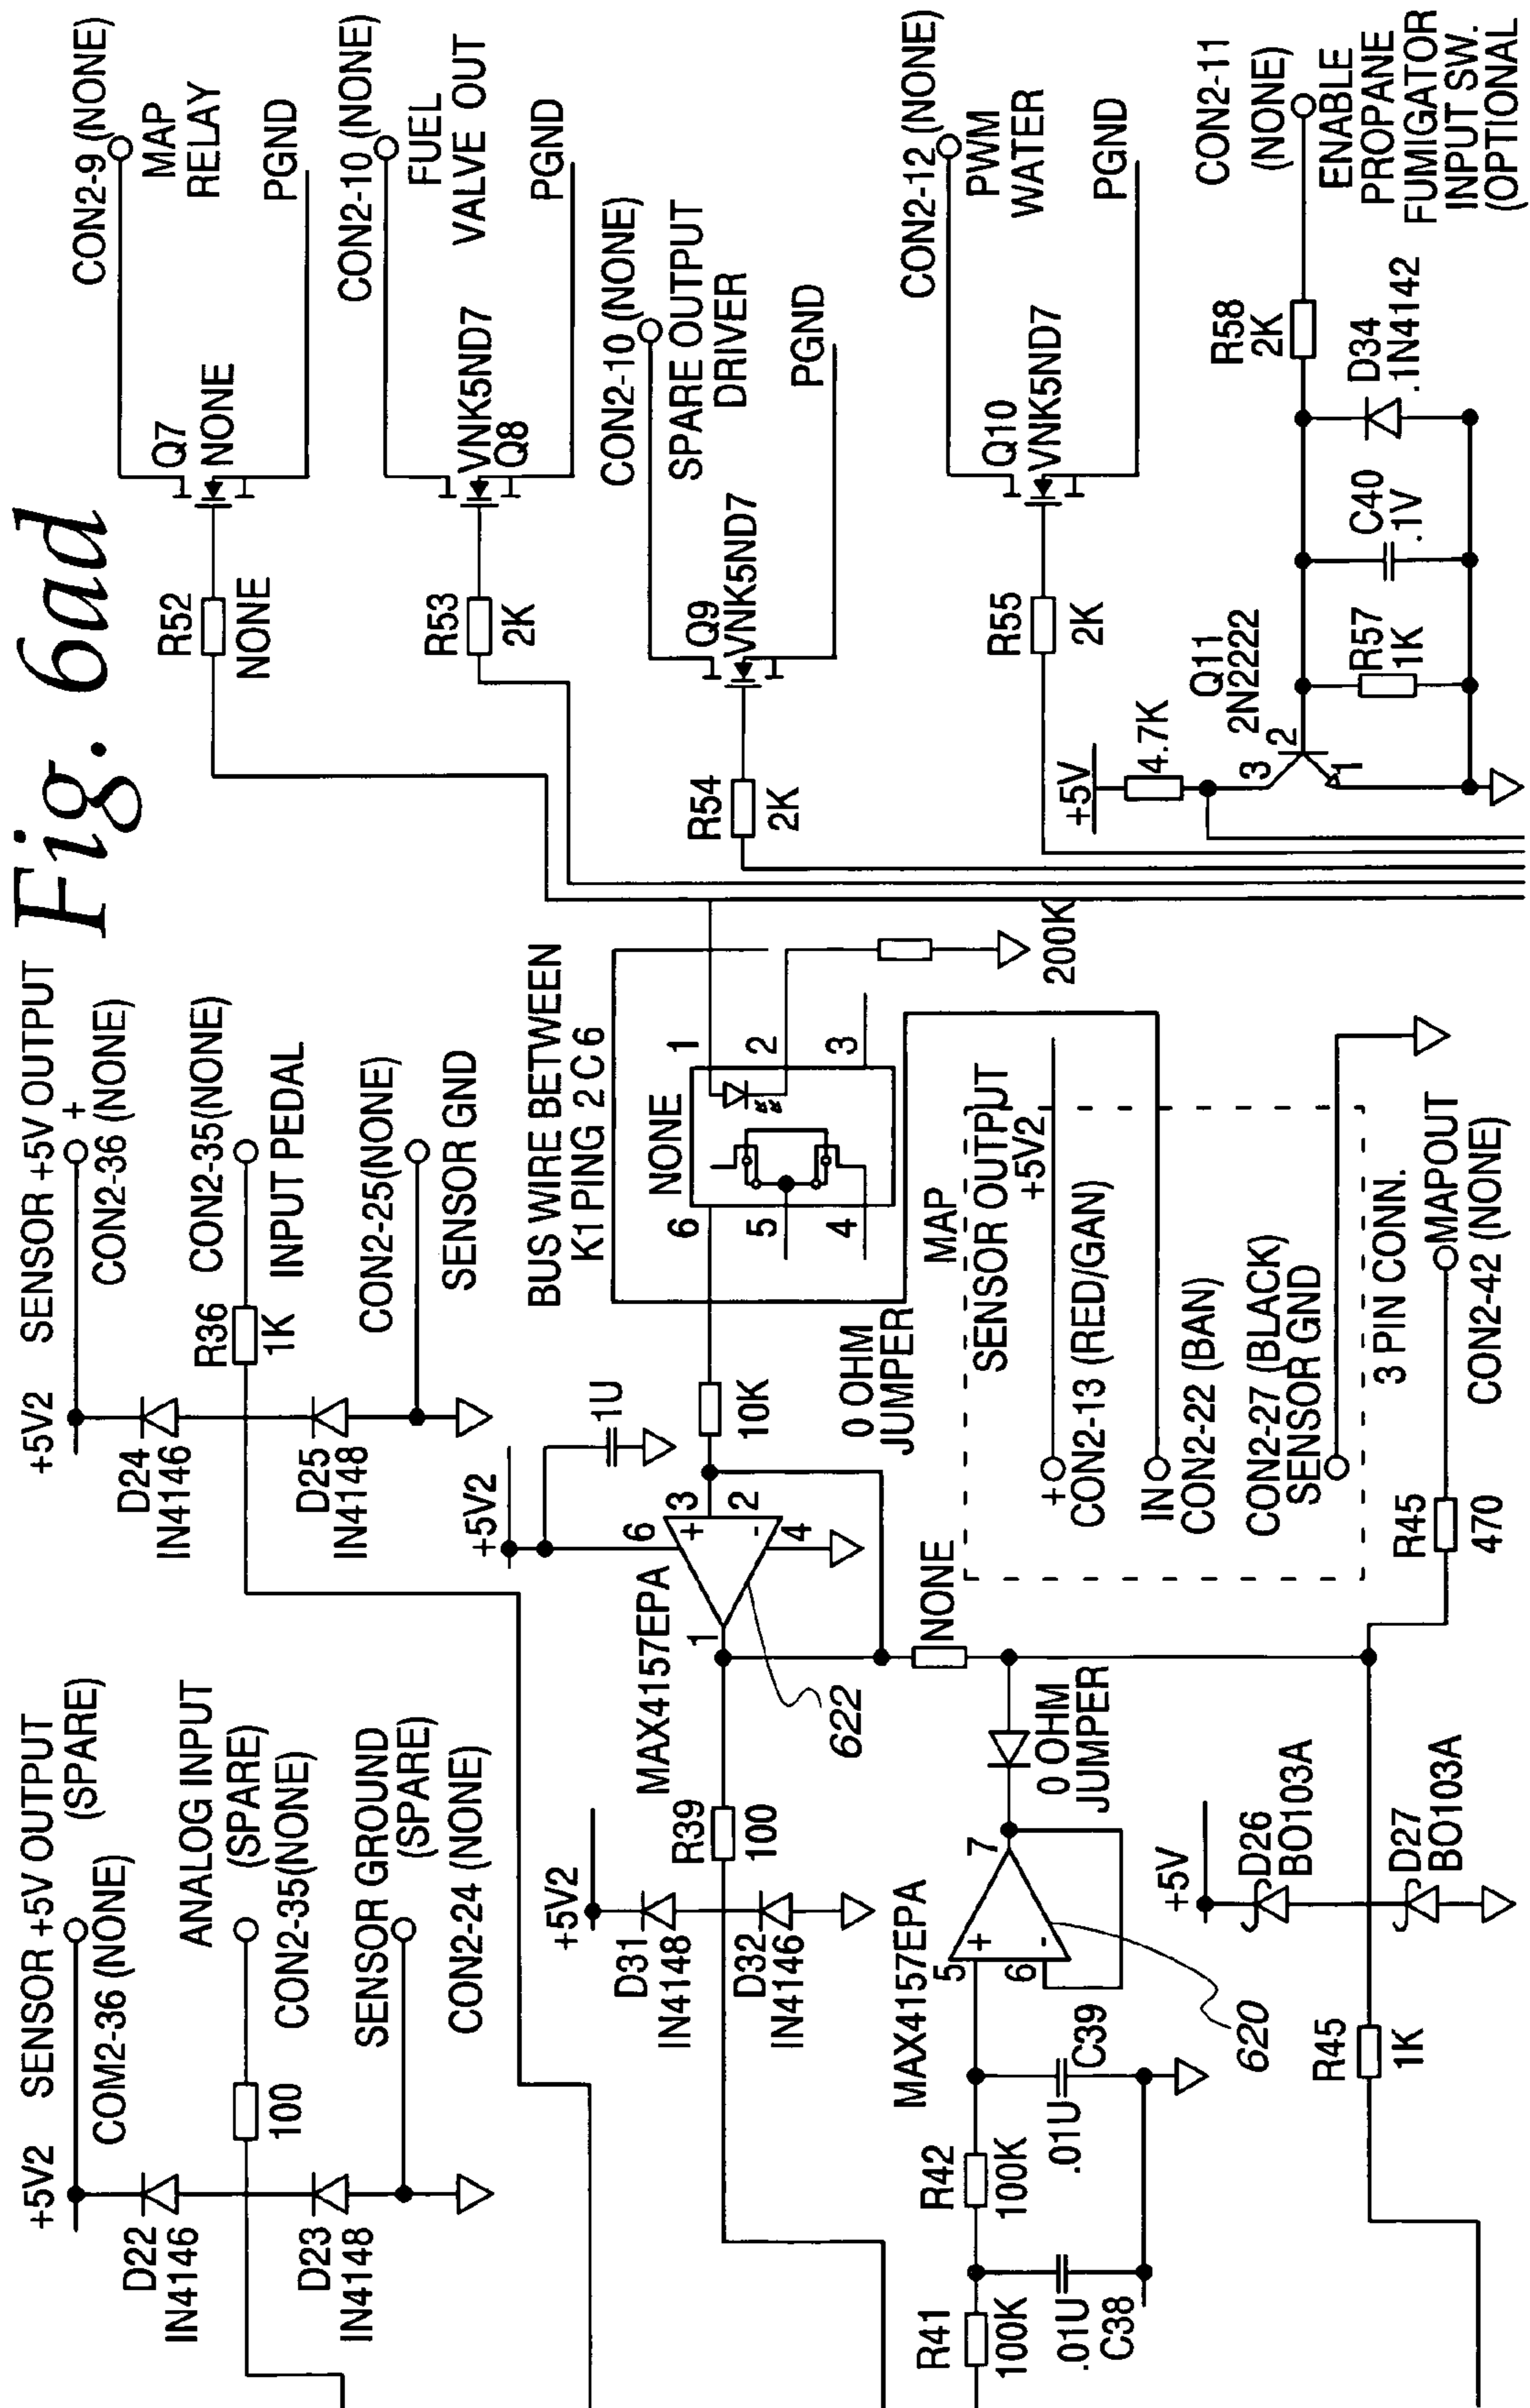 Fig. 6ad
+5V2
SENSOR +5V OUTPUT
(SPARE)
COM2-36 (NONE)
D22
IN4146
ANALOG INPUT
(SPARE)
CON2-35(NONE)
100
D23
IN4148
SENSOR GROUND
(SPARE)
CON2-24 (NONE)
+5V2
SENSOR +5V OUTPUT
+
CON2-36 (NONE)
D24
IN4146
R36
1K
CON2-35(NONE)
INPUT PEDAL
D25
IN4148
CON2-25(NONE)
SENSOR GND
CON2-9 (NONE)
MAP
RELAY
PGND
Q7
NONE
R52
NONE
CON2-10 (NONE)
FUEL
VALVE OUT
PGND
VNK5ND7
Q8
R53
2K
CON2-10 (NONE)
SPARE OUTPUT
DRIVER
PGND
Q9
VNK5ND7
R54
2K
CON2-12 (NONE)
PWM
WATER
PGND
Q10
VNK5ND7
R55
2K
+5V
4.7K
Q11
2N2222
3
2
1
R57
1K
C40
.1V
D34
.1N4142
R58
2K
CON2-11
(NONE)
ENABLE
PROPANE
FUMIGATOR
INPUT SW.
(OPTIONAL
BUS WIRE BETWEEN
K1 PING 2 C 6
NONE
6
5
4
1
2
3
200K
0 OHM
JUMPER
10K
1U
+5V2
MAX4157EPA
6
3
2
4
1
+
-
622
R39
100
+5V2
D31
IN4148
D32
IN4146
NONE
MAP
SENSOR OUTPUT
+5V2
+
CON2-13 (RED/GAN)
IN
CON2-22 (BAN)
CON2-27 (BLACK)
SENSOR GND
3 PIN CONN.
MAPOUT
CON2-42 (NONE)
R45
470
0 OHM
JUMPER
MAX4157EPA
5
6
7
+
-
620
R41
100K
R42
100K
.01U
C38
.01U
C39
+5V
D26
BO103A
D27
BO103A
R45
1K